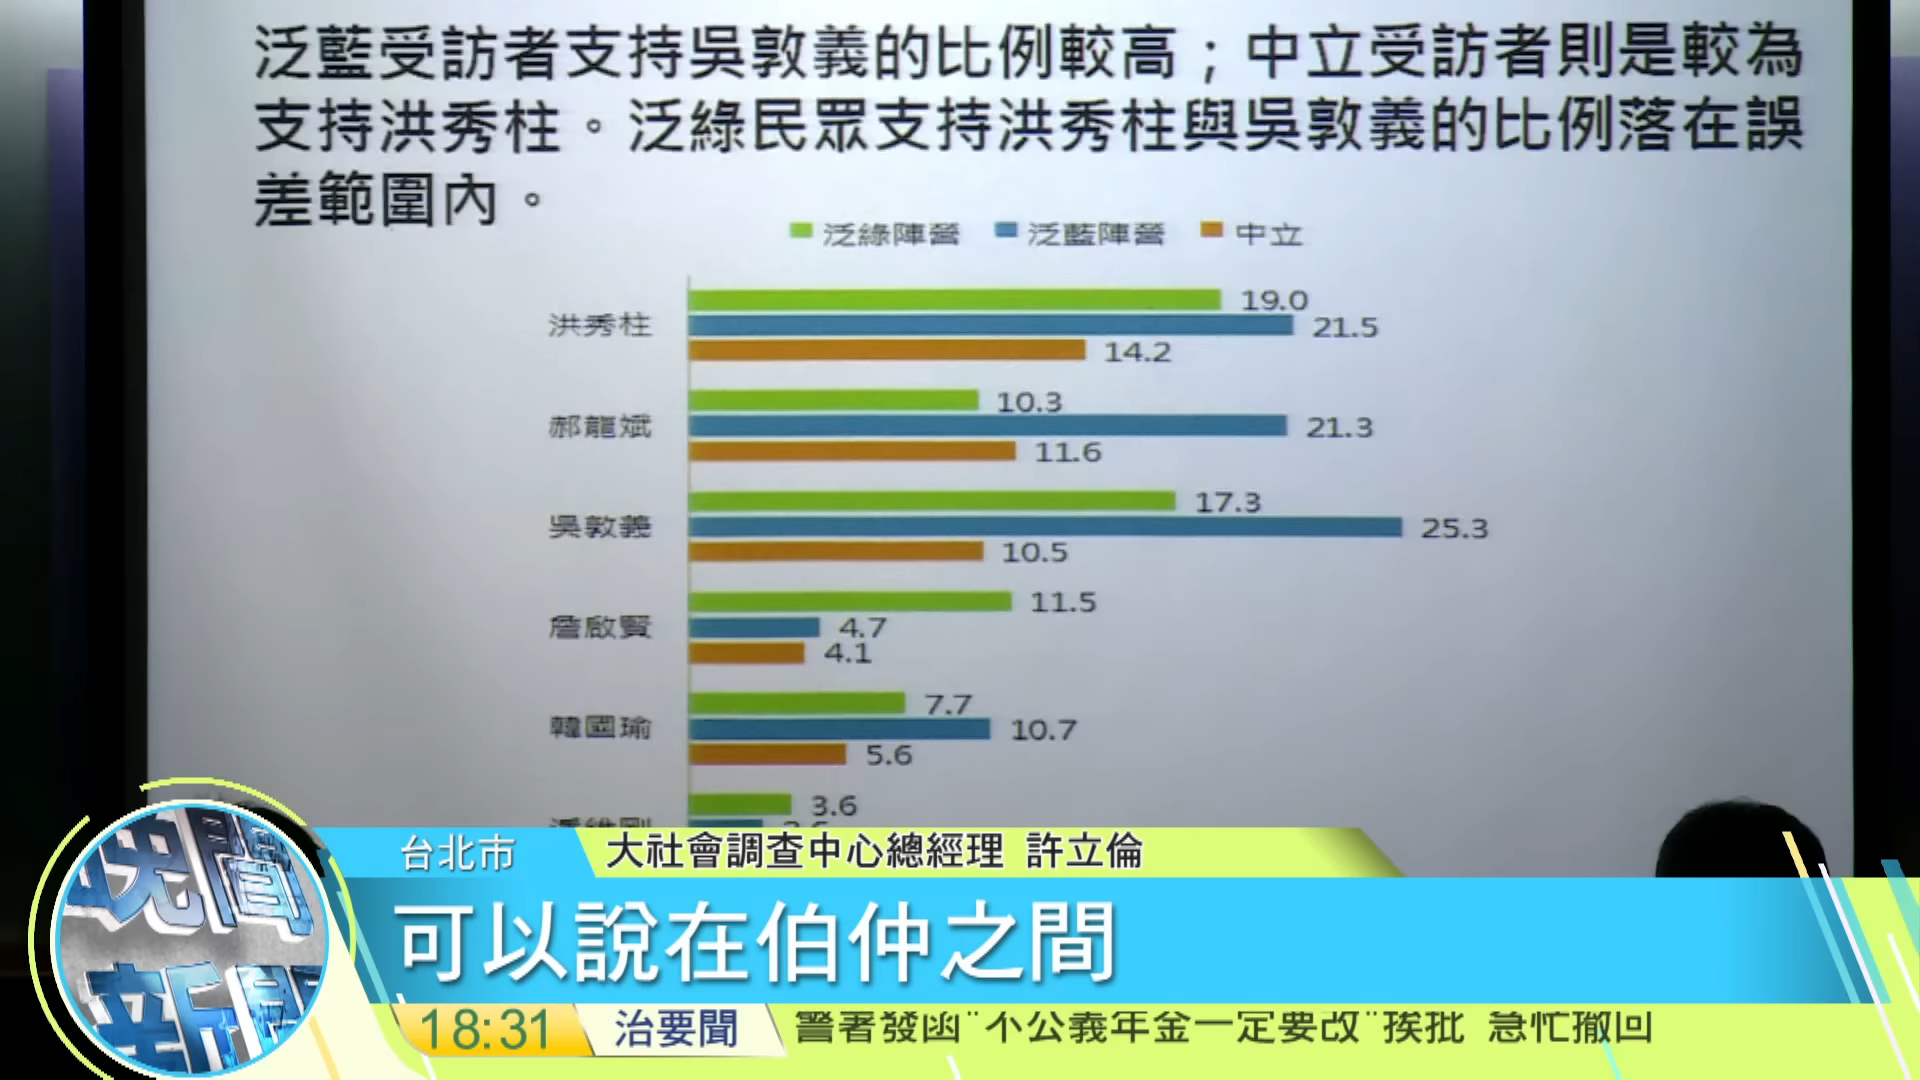 泛藍受訪者支持吳敦義的比例較高；中立受訪者則是較為
支持洪秀柱。泛綠民眾支持洪秀柱與吳敦義的比例落在誤
差範圍內。
泛綠陣營 泛藍陣營 中立
洪秀柱
19.0
21.5
14.2
郝龍斌
10.3
21.3
11.6
吳敦義
17.3
25.3
10.5
詹啟賢
11.5
4.7
4.1
韓國瑜
7.7
10.7
5.6
3.6
台北市 大社會調查中心總經理 許立倫
可以說在伯仲之間
晚間
新聞
18:31 治要聞 警署發函"不公義年金一定要改"挨批 急忙撤回